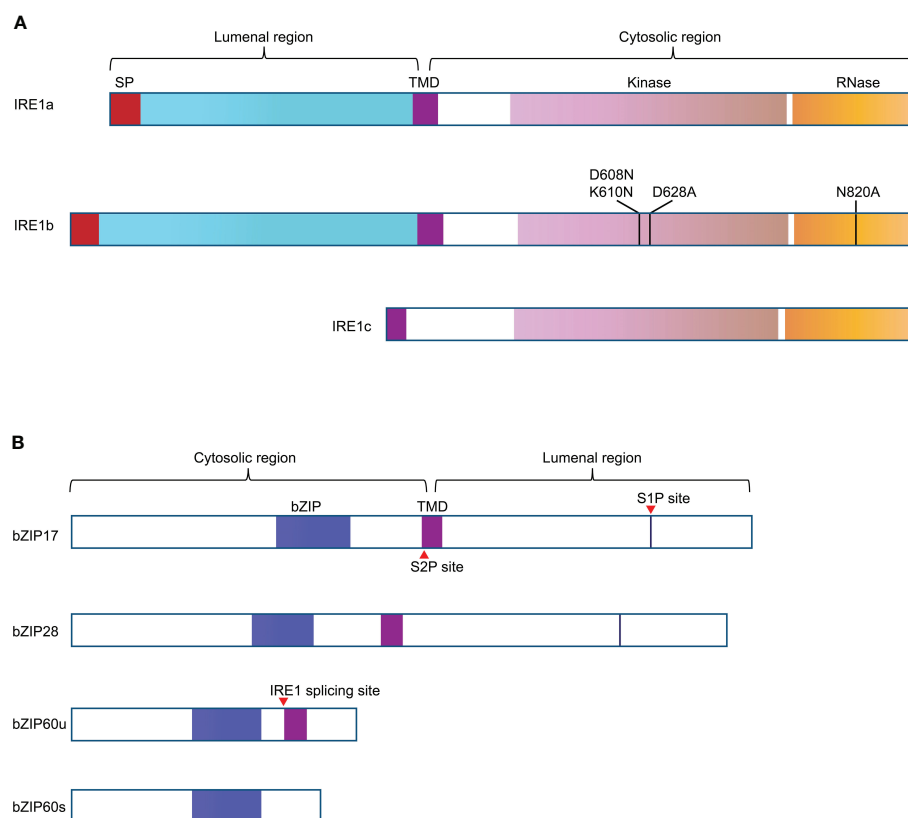 A
Lumenal region
Cytosolic region
SP
TMD
Kinase
RNase
IRE1a
D608N
K610N
D628A
N820A
IRE1b
IRE1c
B
Cytosolic region
Lumenal region
S1P site
bZIP
TMD
bZIP17
S2P site
bZIP28
IRE1 splicing site
bZIP60u
bZIP60s